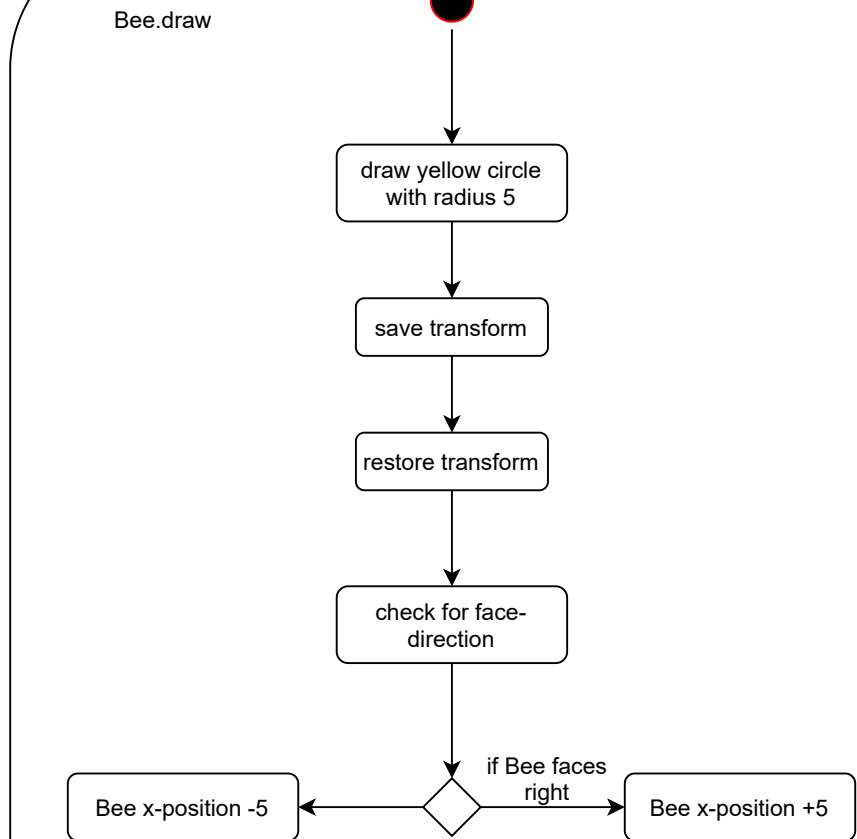 Bee.draw
draw yellow circle
with radius 5
save transform
restore transform
check for face-
direction
if Bee faces
right
Bee x-position -5
Bee x-position +5